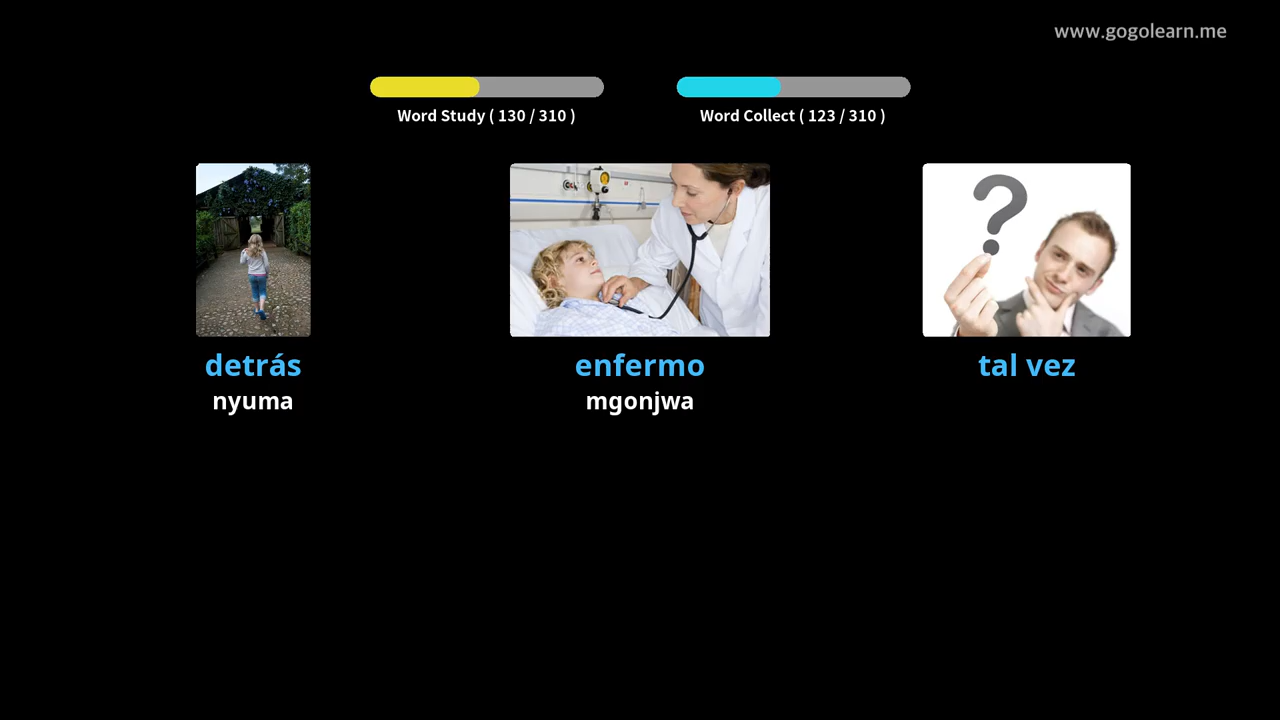 www.gogolearn.me
Word Study ( 130 / 310 )
Word Collect ( 123 / 310 )
detrás
nyuma
enfermo
mgonjwa
tal vez